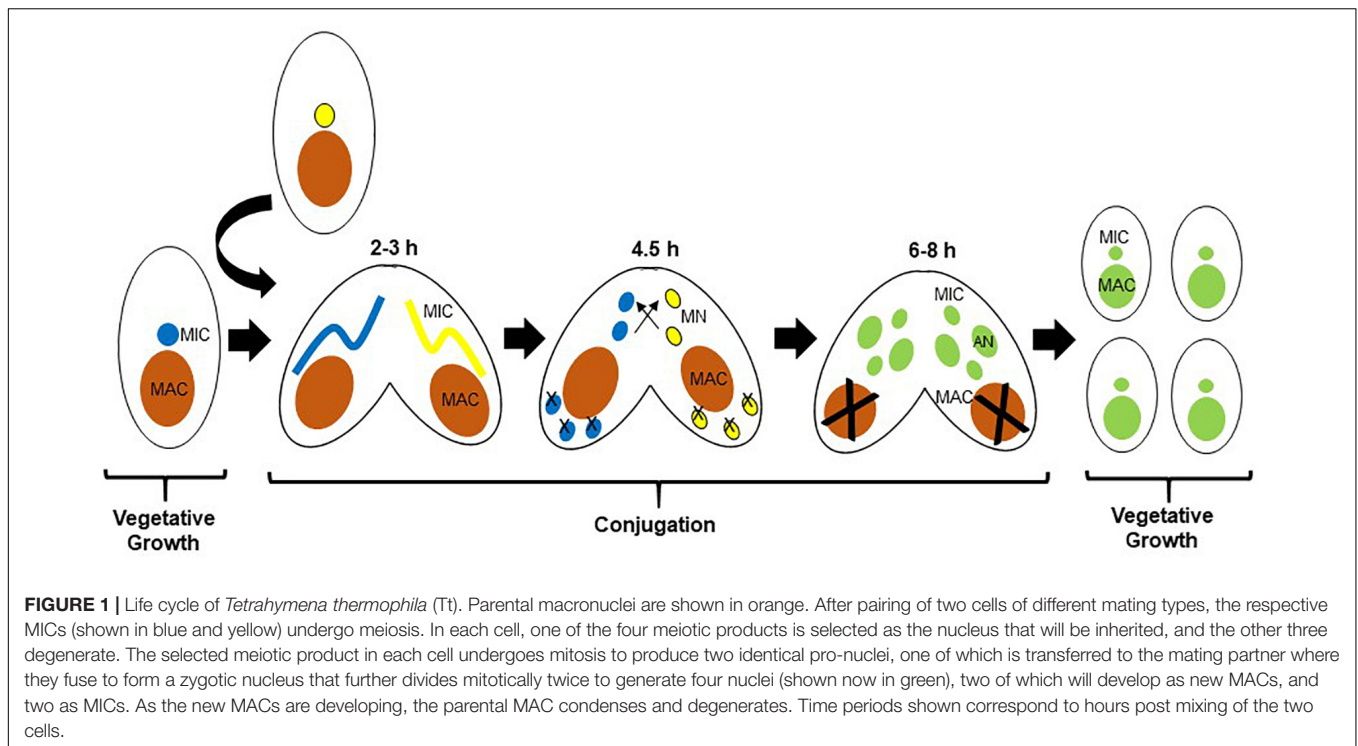 2-3 h
4.5 h
6-8 h
MIC
MAC
MIC
MAC
MN
MAC
MIC
AN
MAC
MIC
MAC
Vegetative
Growth
Conjugation
Vegetative
Growth
FIGURE 1 | Life cycle of Tetrahymena thermophila (Tt). Parental macronuclei are shown in orange. After pairing of two cells of different mating types, the respective
MICs (shown in blue and yellow) undergo meiosis. In each cell, one of the four meiotic products is selected as the nucleus that will be inherited, and the other three
degenerate. The selected meiotic product in each cell undergoes mitosis to produce two identical pro-nuclei, one of which is transferred to the mating partner where
they fuse to form a zygotic nucleus that further divides mitotically twice to generate four nuclei (shown now in green), two of which will develop as new MACs, and
two as MICs. As the new MACs are developing, the parental MAC condenses and degenerates. Time periods shown correspond to hours post mixing of the two
cells.